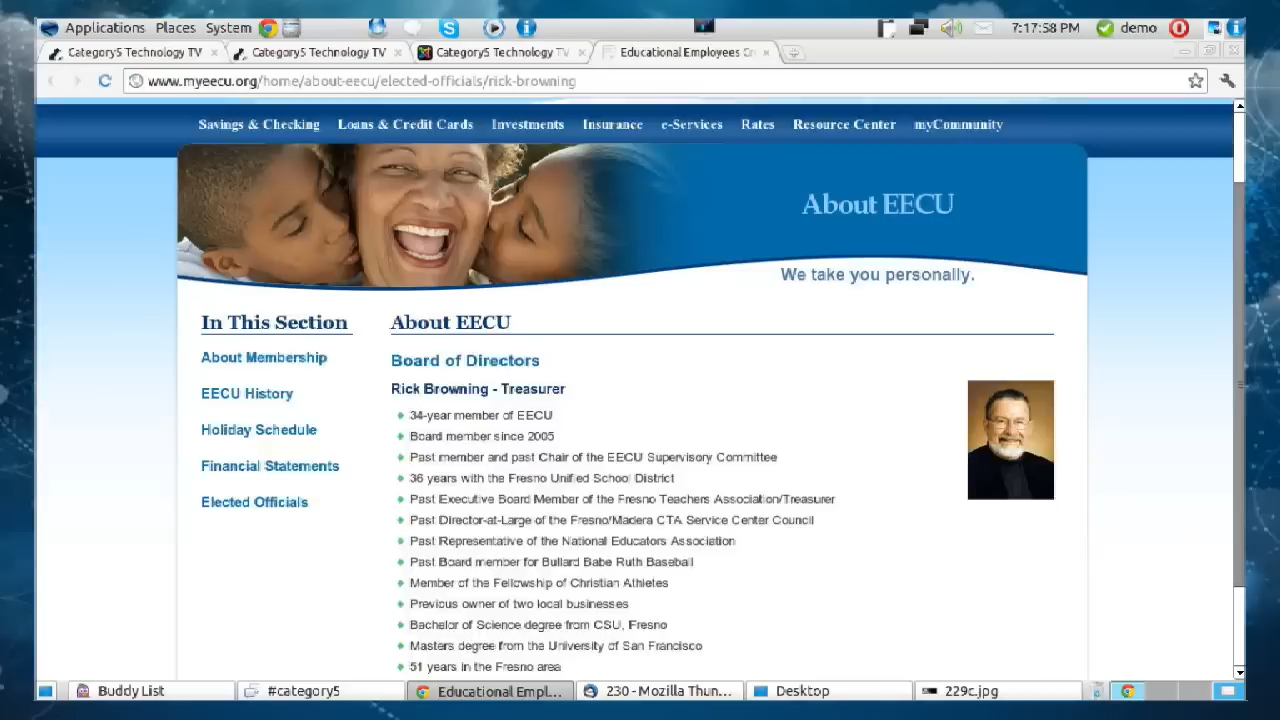 Applications Places System 7:17:58 PM demo
Category5 Technology TV Category5 Technology TV Category5 Technology TV Educational Employees Cr
www.myeecu.org/home/about-eecu/elected-officials/rick-browning
Savings & Checking Loans & Credit Cards Investments Insurance e-Services Rates Resource Center myCommunity
About EECU
We take you personally.
In This Section
About Membership
EECU History
Holiday Schedule
Financial Statements
Elected Officials
About EECU
Board of Directors
Rick Browning - Treasurer
34-year member of EECU
Board member since 2005
Past member and past Chair of the EECU Supervisory Committee
36 years with the Fresno Unified School District
Past Executive Board Member of the Fresno Teachers Association/Treasurer
Past Director-at-Large of the Fresno/Madera CTA Service Center Council
Past Representative of the National Educators Association
Past Board member for Bullard Babe Ruth Baseball
Member of the Fellowship of Christian Athletes
Previous owner of two local businesses
Bachelor of Science degree from CSU, Fresno
Masters degree from the University of San Francisco
51 years in the Fresno area
Buddy List #category5 Educational Empl... 230 - Mozilla Thun... Desktop 229c.jpg